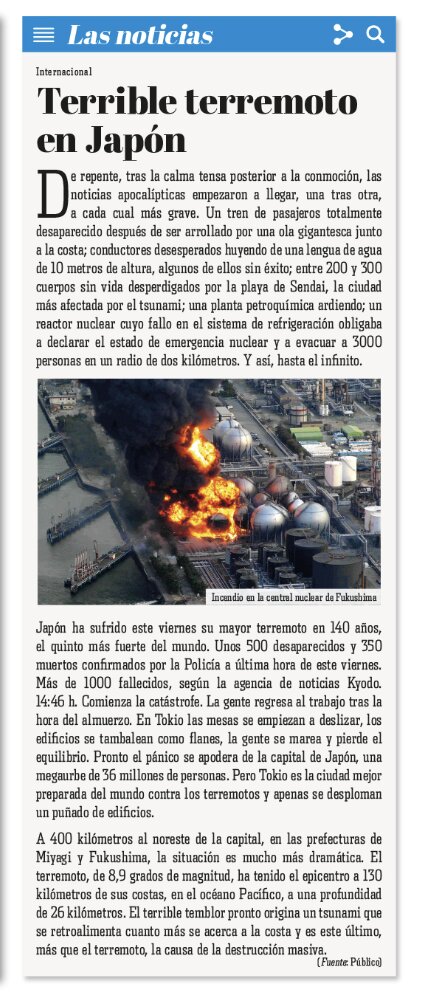 Las noticias
Internacional
Terrible terremoto
en Japón
De repente, tras la calma tensa posterior a la conmoción, las
noticias apocalípticas empezaron a llegar, una tras otra,
a cada cual más grave. Un tren de pasajeros totalmente
desaparecido después de ser arrollado por una ola gigantesca junto
a la costa; conductores desesperados huyendo de una lengua de agua
de 10 metros de altura, algunos de ellos sin éxito; entre 200 y 300
cuerpos sin vida desperdigados por la playa de Sendai, la ciudad
más afectada por el tsunami; una planta petroquímica ardiendo; un
reactor nuclear cuyo fallo en el sistema de refrigeración obligaba
a declarar el estado de emergencia nuclear y a evacuar a 3000
personas en un radio de dos kilómetros. Y así, hasta el infinito.
Incendio en la central nuclear de Fukushima
Japón ha sufrido este viernes su mayor terremoto en 140 años,
el quinto más fuerte del mundo. Unos 500 desaparecidos y 350
muertos confirmados por la Policía a última hora de este viernes.
Más de 1000 fallecidos, según la agencia de noticias Kyodo.
14:46 h. Comienza la catástrofe. La gente regresa al trabajo tras la
hora del almuerzo. En Tokio las mesas se empiezan a deslizar, los
edificios se tambalean como flanes, la gente se marea y pierde el
equilibrio. Pronto el pánico se apodera de la capital de Japón, una
megaurbe de 36 millones de personas. Pero Tokio es la ciudad mejor
preparada del mundo contra los terremotos y apenas se desploman
un puñado de edificios.
A 400 kilómetros al noreste de la capital, en las prefecturas de
Miyagi y Fukushima, la situación es mucho más dramática. El
terremoto, de 8,9 grados de magnitud, ha tenido el epicentro a 130
kilómetros de sus costas, en el océano Pacífico, a una profundidad
de 26 kilómetros. El terrible temblor pronto origina un tsunami que
se retroalimenta cuanto más se acerca a la costa y es este último,
más que el terremoto, la causa de la destrucción masiva.
(Fuente: Público)